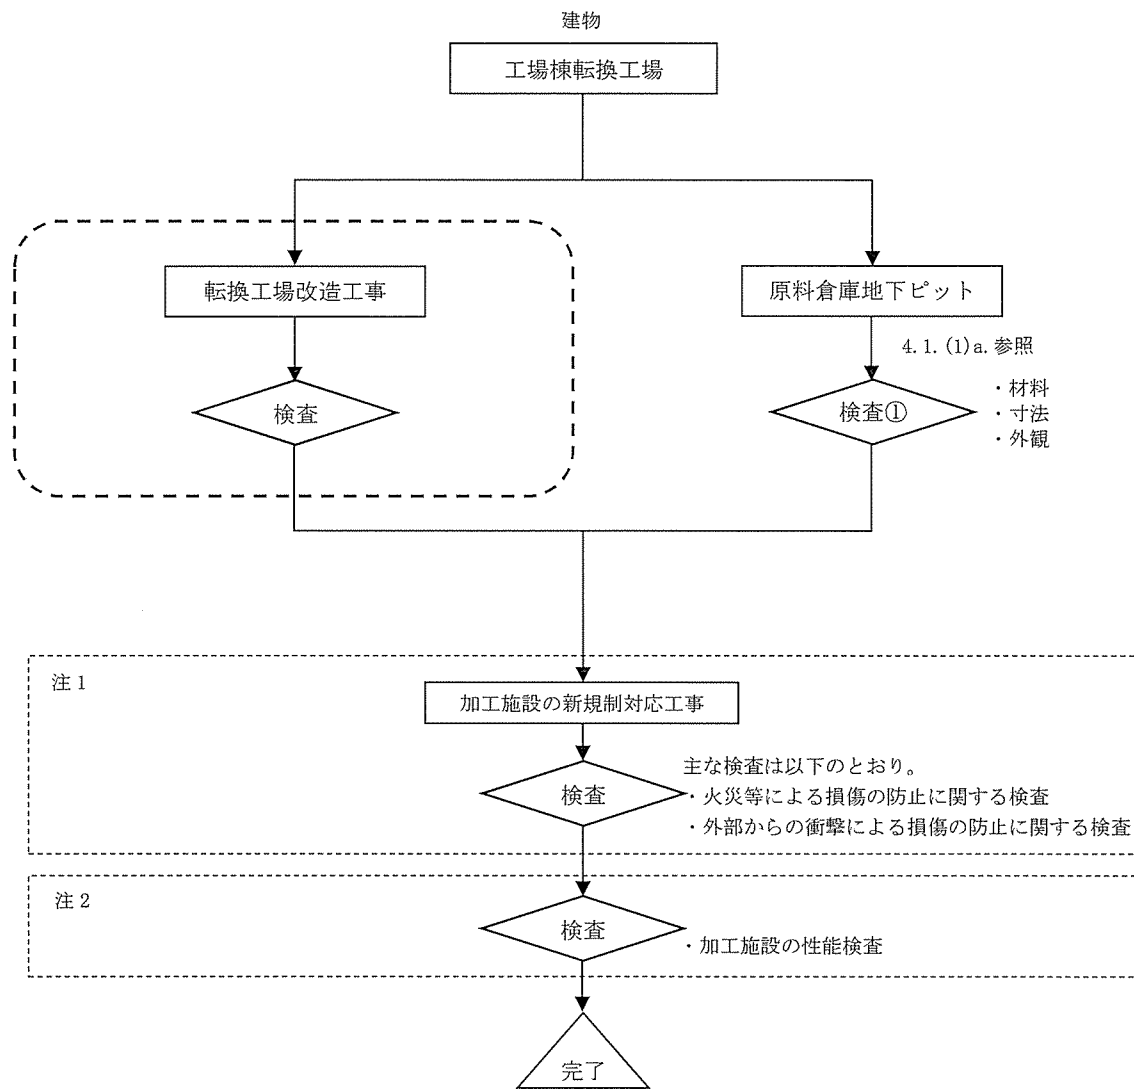 建物
工場棟転換工場
転換工場改造工事
原料倉庫地下ピット
4.1.(1)a.参照
検査
検査①
・材料
・寸法
・外観
注1
加工施設の新規制対応工事
検査
主な検査は以下のとおり。
・火災等による損傷の防止に関する検査
・外部からの衝撃による損傷の防止に関する検査
注2
検査
・加工施設の性能検査
完了